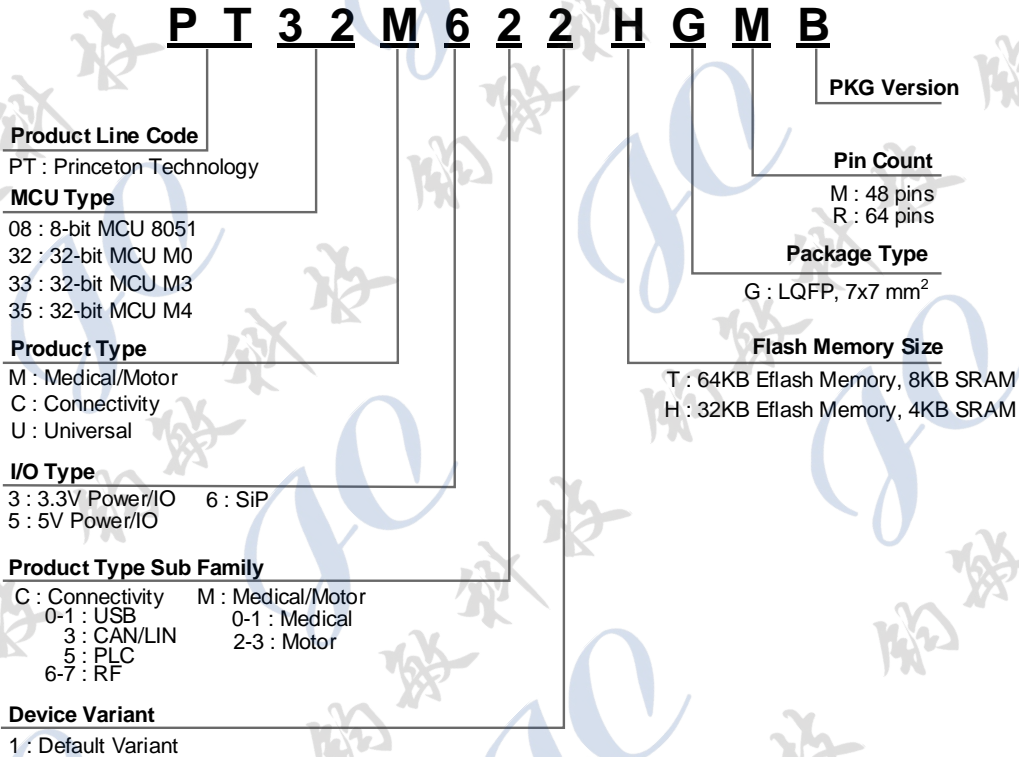 PT32M622HGMB
PKG Version
Product Line Code
PT : Princeton Technology
Pin Count
M : 48 pins
R : 64 pins
MCU Type
08 : 8-bit MCU 8051
32 : 32-bit MCU M0
33 : 32-bit MCU M3
35 : 32-bit MCU M4
Package Type
G : LQFP, 7x7 mm²
Product Type
M : Medical/Motor
C : Connectivity
U : Universal
Flash Memory Size
T : 64KB Eflash Memory, 8KB SRAM
H : 32KB Eflash Memory, 4KB SRAM
I/O Type
3 : 3.3V Power/IO 6 : SiP
5 : 5V Power/IO
Product Type Sub Family
C : Connectivity M : Medical/Motor
0-1 : USB 0-1 : Medical
3 : CAN/LIN 2-3 : Motor
5 : PLC
6-7 : RF
Device Variant
1 : Default Variant